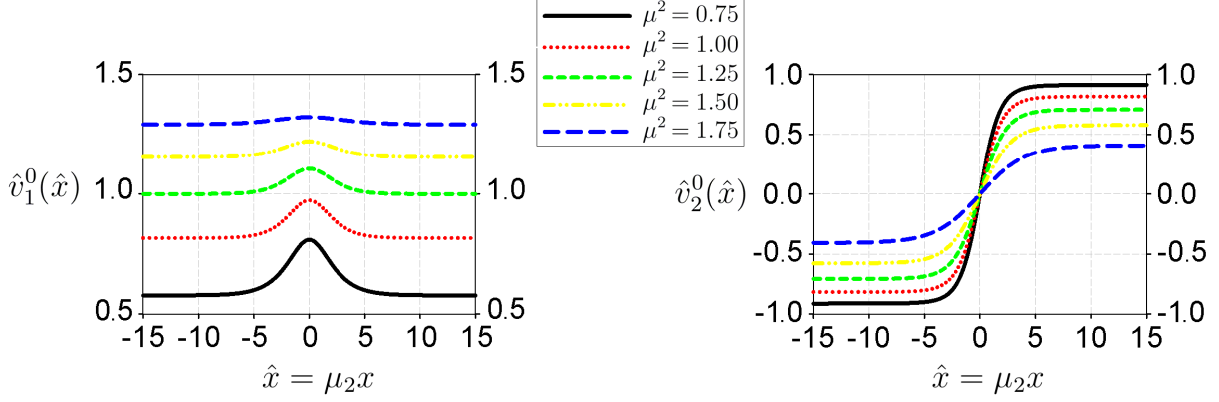 μ² = 0.75
μ² = 1.00
μ² = 1.25
μ² = 1.50
μ² = 1.75
1.5 1.5
1.0 1.0
0.5 0.5
v̂₁⁰(x̂)
-15 -10 -5 0 5 10 15
x̂ = μ₂x
1.0 1.0
0.5 0.5
0.0 0.0
-0.5 -0.5
-1.0 -1.0
v̂₂⁰(x̂)
-15 -10 -5 0 5 10 15
x̂ = μ₂x